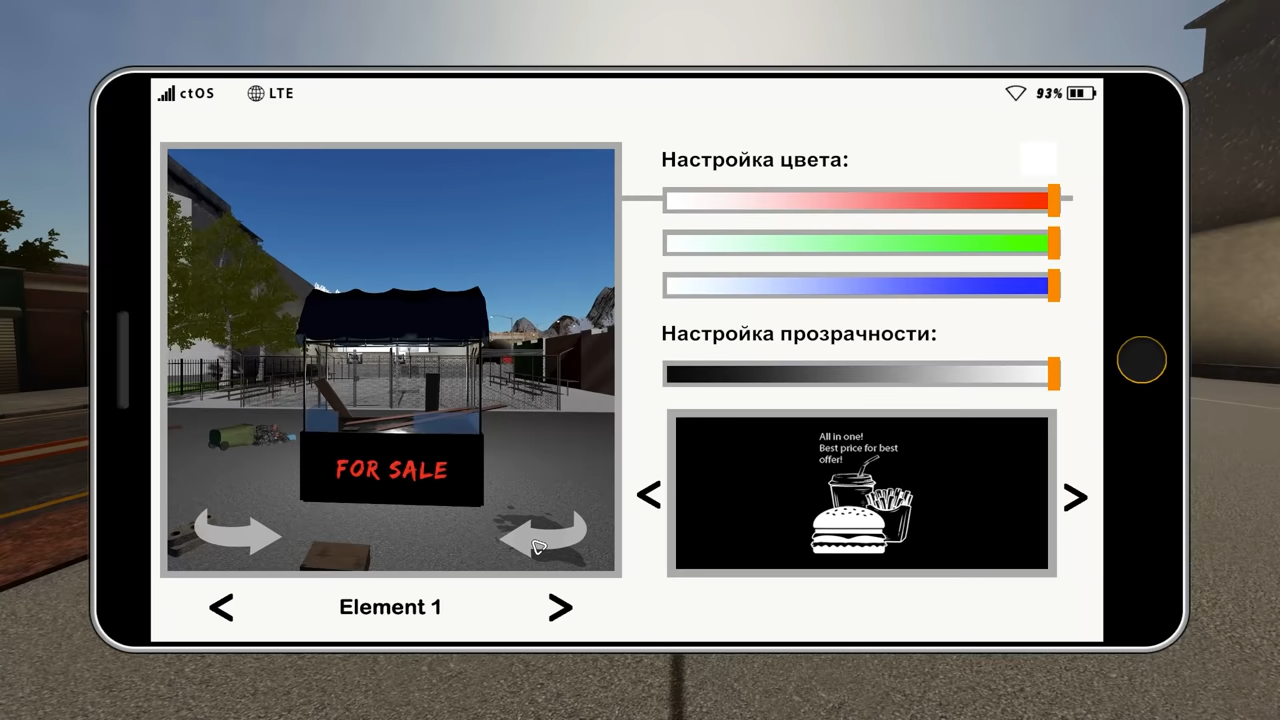 ctOS LTE 93%
Настройка цвета:
Настройка прозрачности:
FOR SALE
All in one!
Best price for best
offer!
Element 1